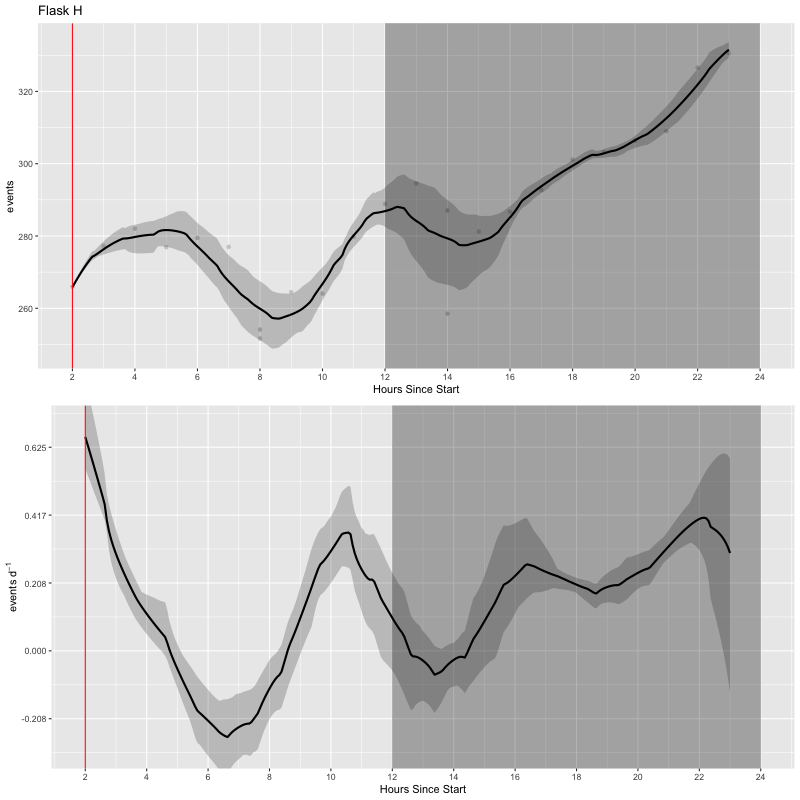 Flask H
events
320
300
280
260
2 4 6 8 10 12 14 16 18 20 22 24
Hours Since Start
events d⁻¹
0.625
0.417
0.208
0.000
-0.208
2 4 6 8 10 12 14 16 18 20 22 24
Hours Since Start